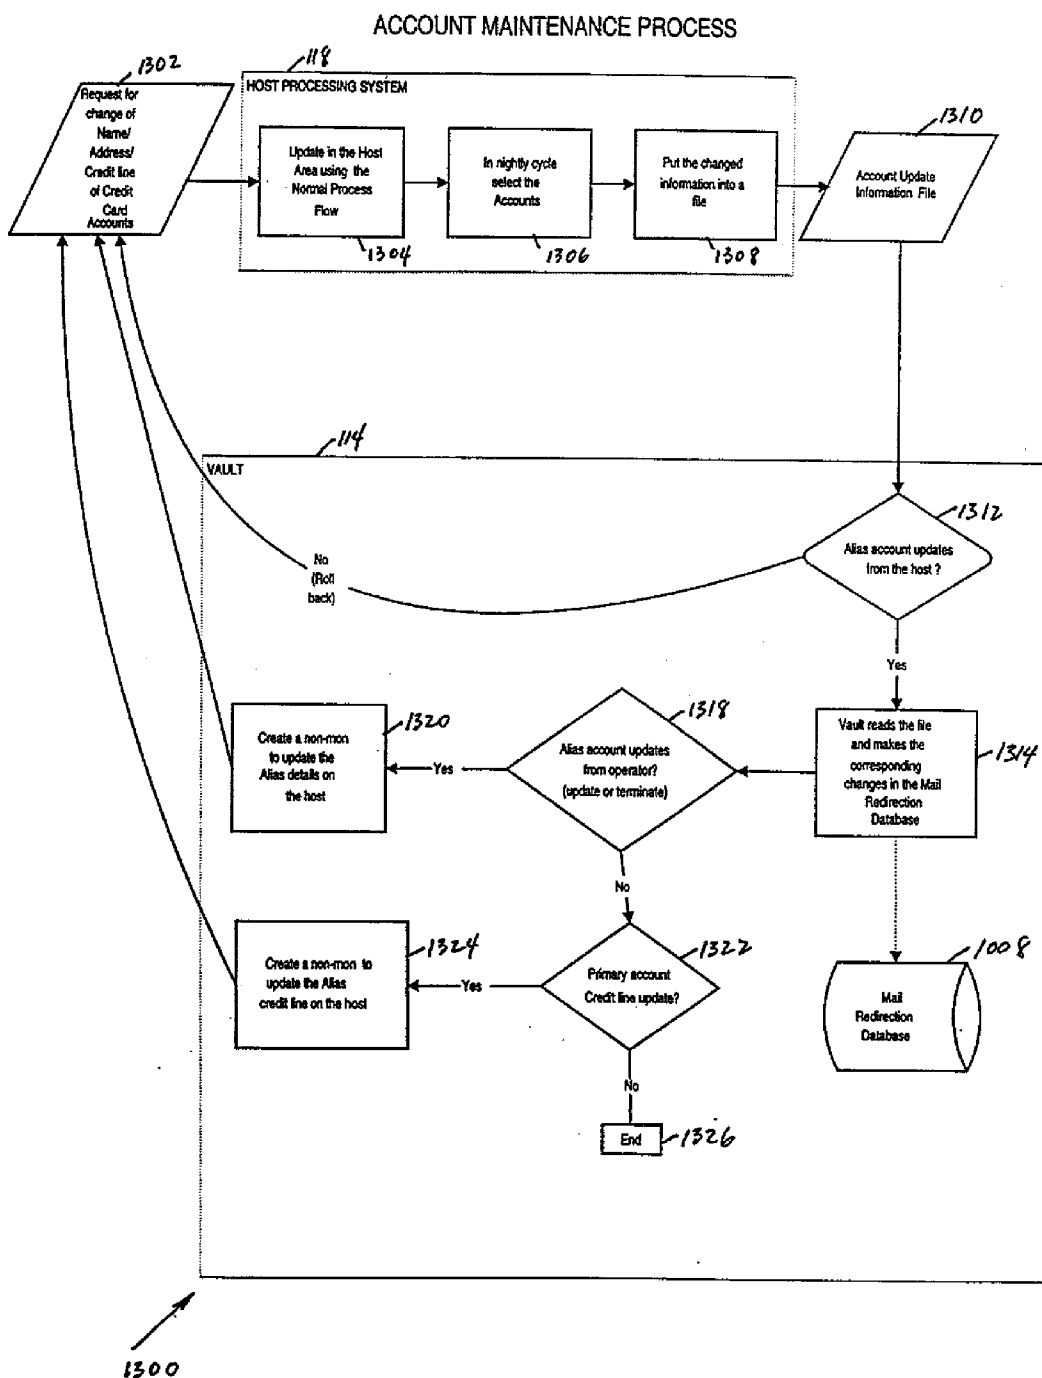 ACCOUNT MAINTENANCE PROCESS
1302
Request for
change of
Name/
Address/
Credit line
of Credit
Card
Accounts
118
HOST PROCESSING SYSTEM
Update in the Host
Area using the
Normal Process
Flow
1304
In nightly cycle
select the
Accounts
1306
Put the changed
information into a
file
1308
1310
Account Update
Information File
114
VAULT
1312
Alias account updates
from the host ?
No
(Roll
back)
Yes
1314
Vault reads the file
and makes the
corresponding
changes in the Mail
Redirection
Database
1318
Alias account updates
from operator?
(update or terminate)
Yes
1320
Create a non-mon
to update the
Alias details on
the host
No
1322
Primary account
Credit line update?
Yes
1324
Create a non-mon to
update the Alias
credit line on the host
1008
Mail
Redirection
Database
No
End
1326
1300